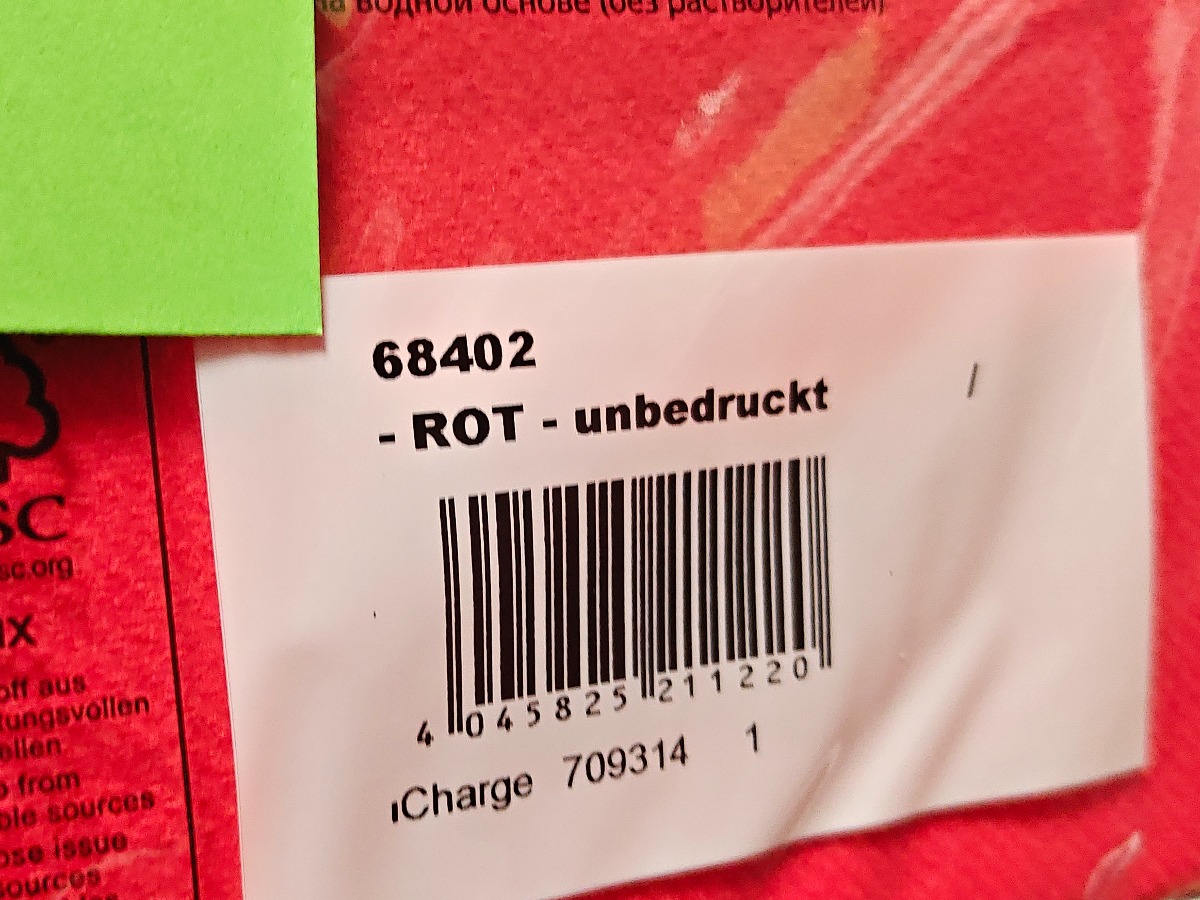 на водной основе (без растворителей)
68402
- ROT - unbedruckt
4 045825 211220
Charge 709314 1
SC
sc.org
IX
off aus
tungsvollen
ellen
from
ble sources
ose issue
sources